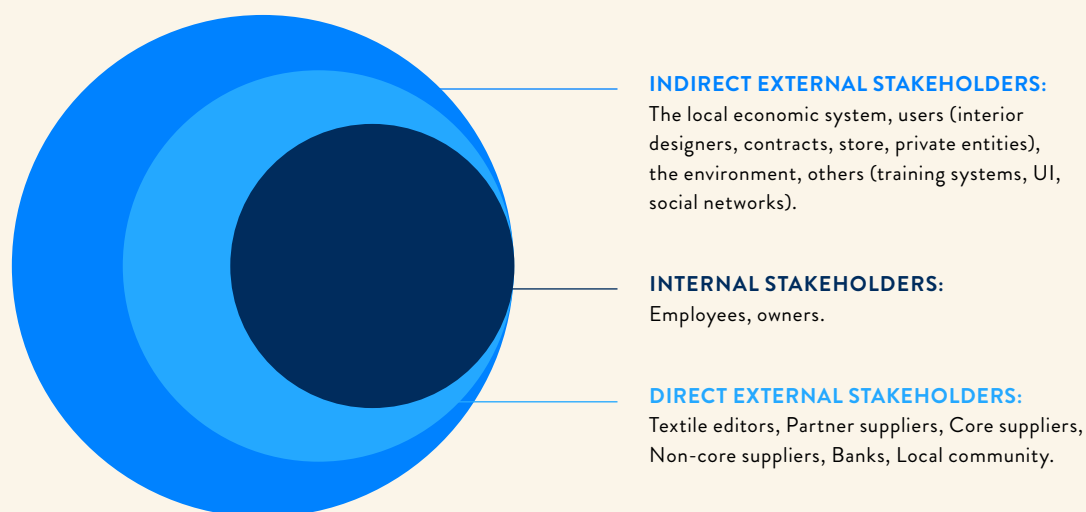 INDIRECT EXTERNAL STAKEHOLDERS:
The local economic system, users (interior
designers, contracts, store, private entities),
the environment, others (training systems, UI,
social networks).
INTERNAL STAKEHOLDERS:
Employees, owners.
DIRECT EXTERNAL STAKEHOLDERS:
Textile editors, Partner suppliers, Core suppliers,
Non-core suppliers, Banks, Local community.